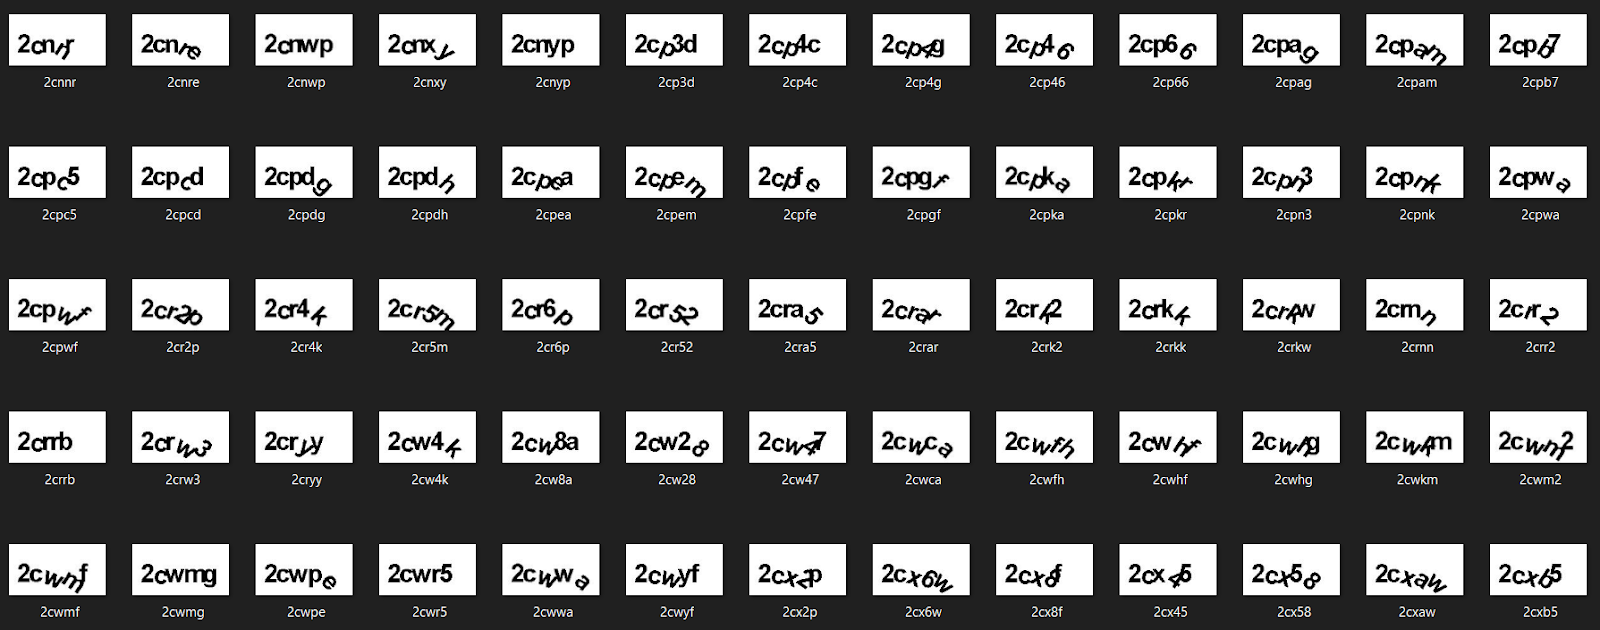 2cnnr 2cnre 2cnwp 2cnxy 2cnyp 2cp3d 2cp4c 2cp4g 2cp46 2cp66 2cpag 2cpam 2cpb7
2cnnr 2cnre 2cnwp 2cnxy 2cnyp 2cp3d 2cp4c 2cp4g 2cp46 2cp66 2cpag 2cpam 2cpb7
2cpc5 2cpcd 2cpdg 2cpdh 2cpea 2cpem 2cpfe 2cpgf 2cpka 2cpkr 2cpn3 2cpnk 2cpwa
2cpc5 2cpcd 2cpdg 2cpdh 2cpea 2cpem 2cpfe 2cpgf 2cpka 2cpkr 2cpn3 2cpnk 2cpwa
2cpwf 2cr2p 2cr4k 2cr5m 2cr6p 2cr52 2cra5 2crar 2crk2 2crkk 2crkw 2crnn 2crr2
2cpwf 2cr2p 2cr4k 2cr5m 2cr6p 2cr52 2cra5 2crar 2crk2 2crkk 2crkw 2crnn 2crr2
2crrb 2crw3 2cryy 2cw4k 2cw8a 2cw28 2cw47 2cwca 2cwfh 2cwhf 2cwhg 2cwkm 2cwm2
2crrb 2crw3 2cryy 2cw4k 2cw8a 2cw28 2cw47 2cwca 2cwfh 2cwhf 2cwhg 2cwkm 2cwm2
2cwmf 2cwmg 2cwpe 2cwr5 2cwwa 2cwyf 2cx2p 2cx6w 2cx8f 2cx45 2cx58 2cxaw 2cxb5
2cwmf 2cwmg 2cwpe 2cwr5 2cwwa 2cwyf 2cx2p 2cx6w 2cx8f 2cx45 2cx58 2cxaw 2cxb5